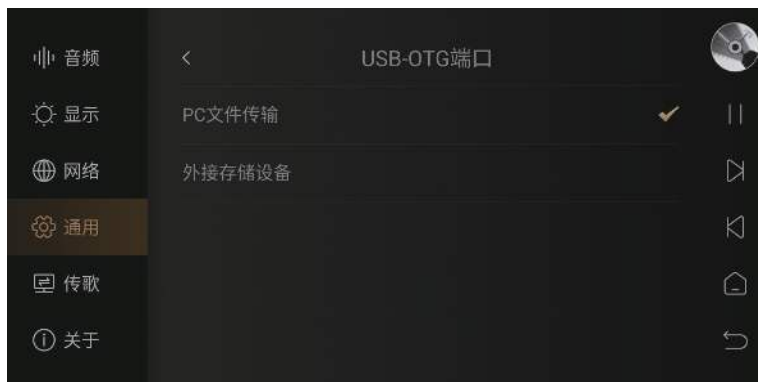 音频
显示
网络
通用
传歌
关于
USB-OTG端口
PC文件传输
外接存储设备